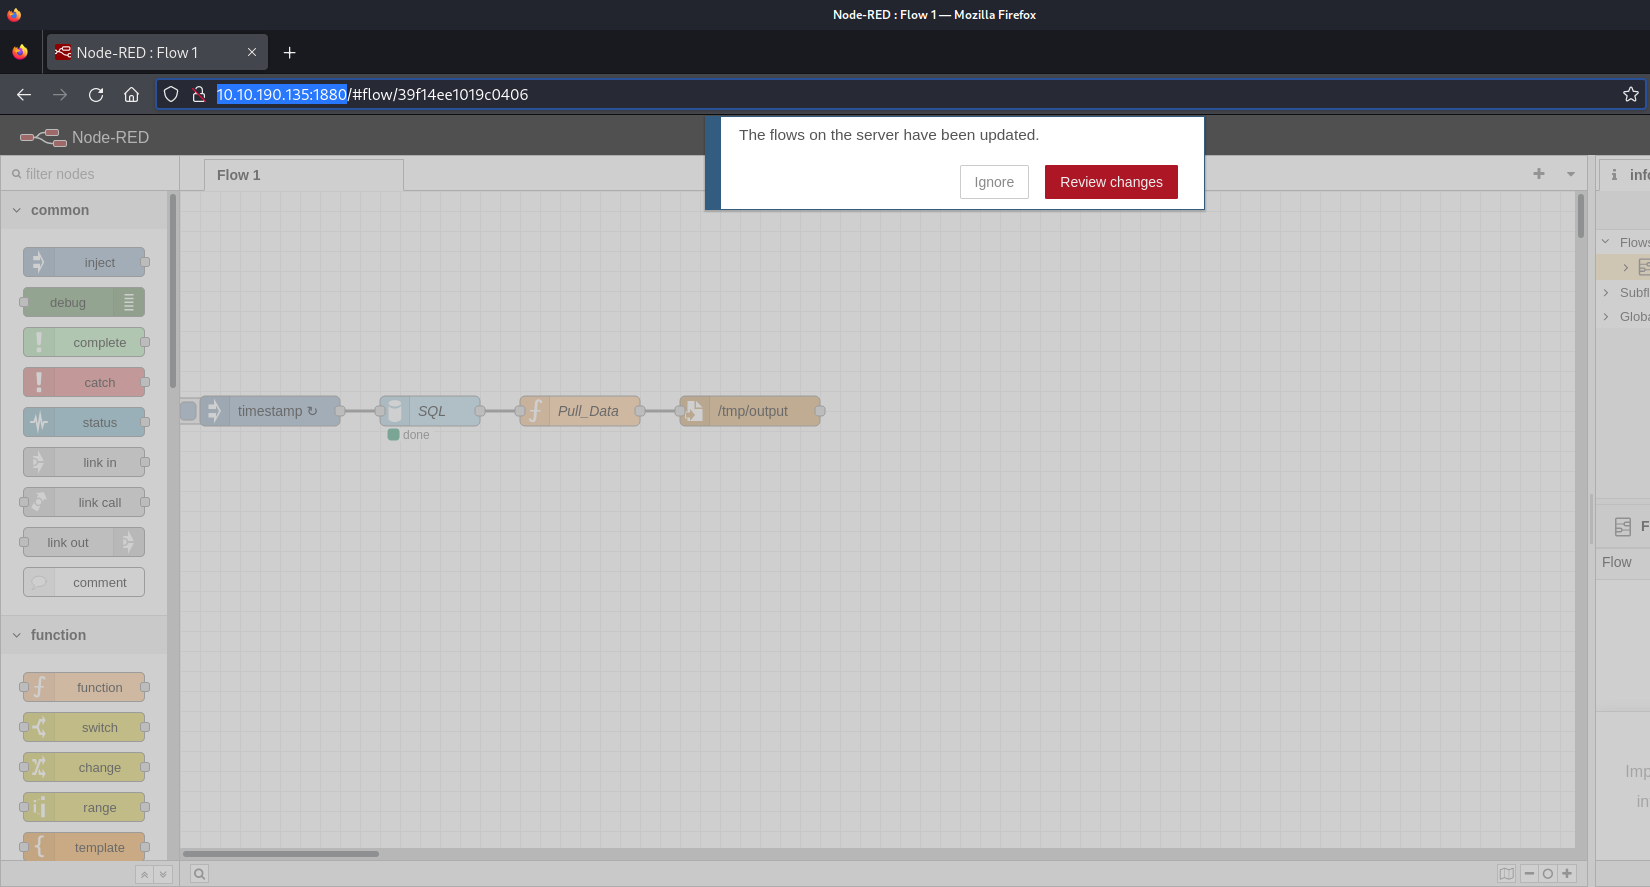 Node-RED : Flow 1 — Mozilla Firefox
Node-RED : Flow 1
10.10.190.135:1880/#flow/39f14ee1019c0406
Node-RED
The flows on the server have been updated.
Ignore
Review changes
filter nodes
Flow 1
info
common
inject
debug
complete
catch
status
link in
link call
link out
comment
function
function
switch
change
range
template
timestamp ↻
SQL
done
Pull_Data
/tmp/output
Flows
Subfl
Globa
F
Flow
Imp
in